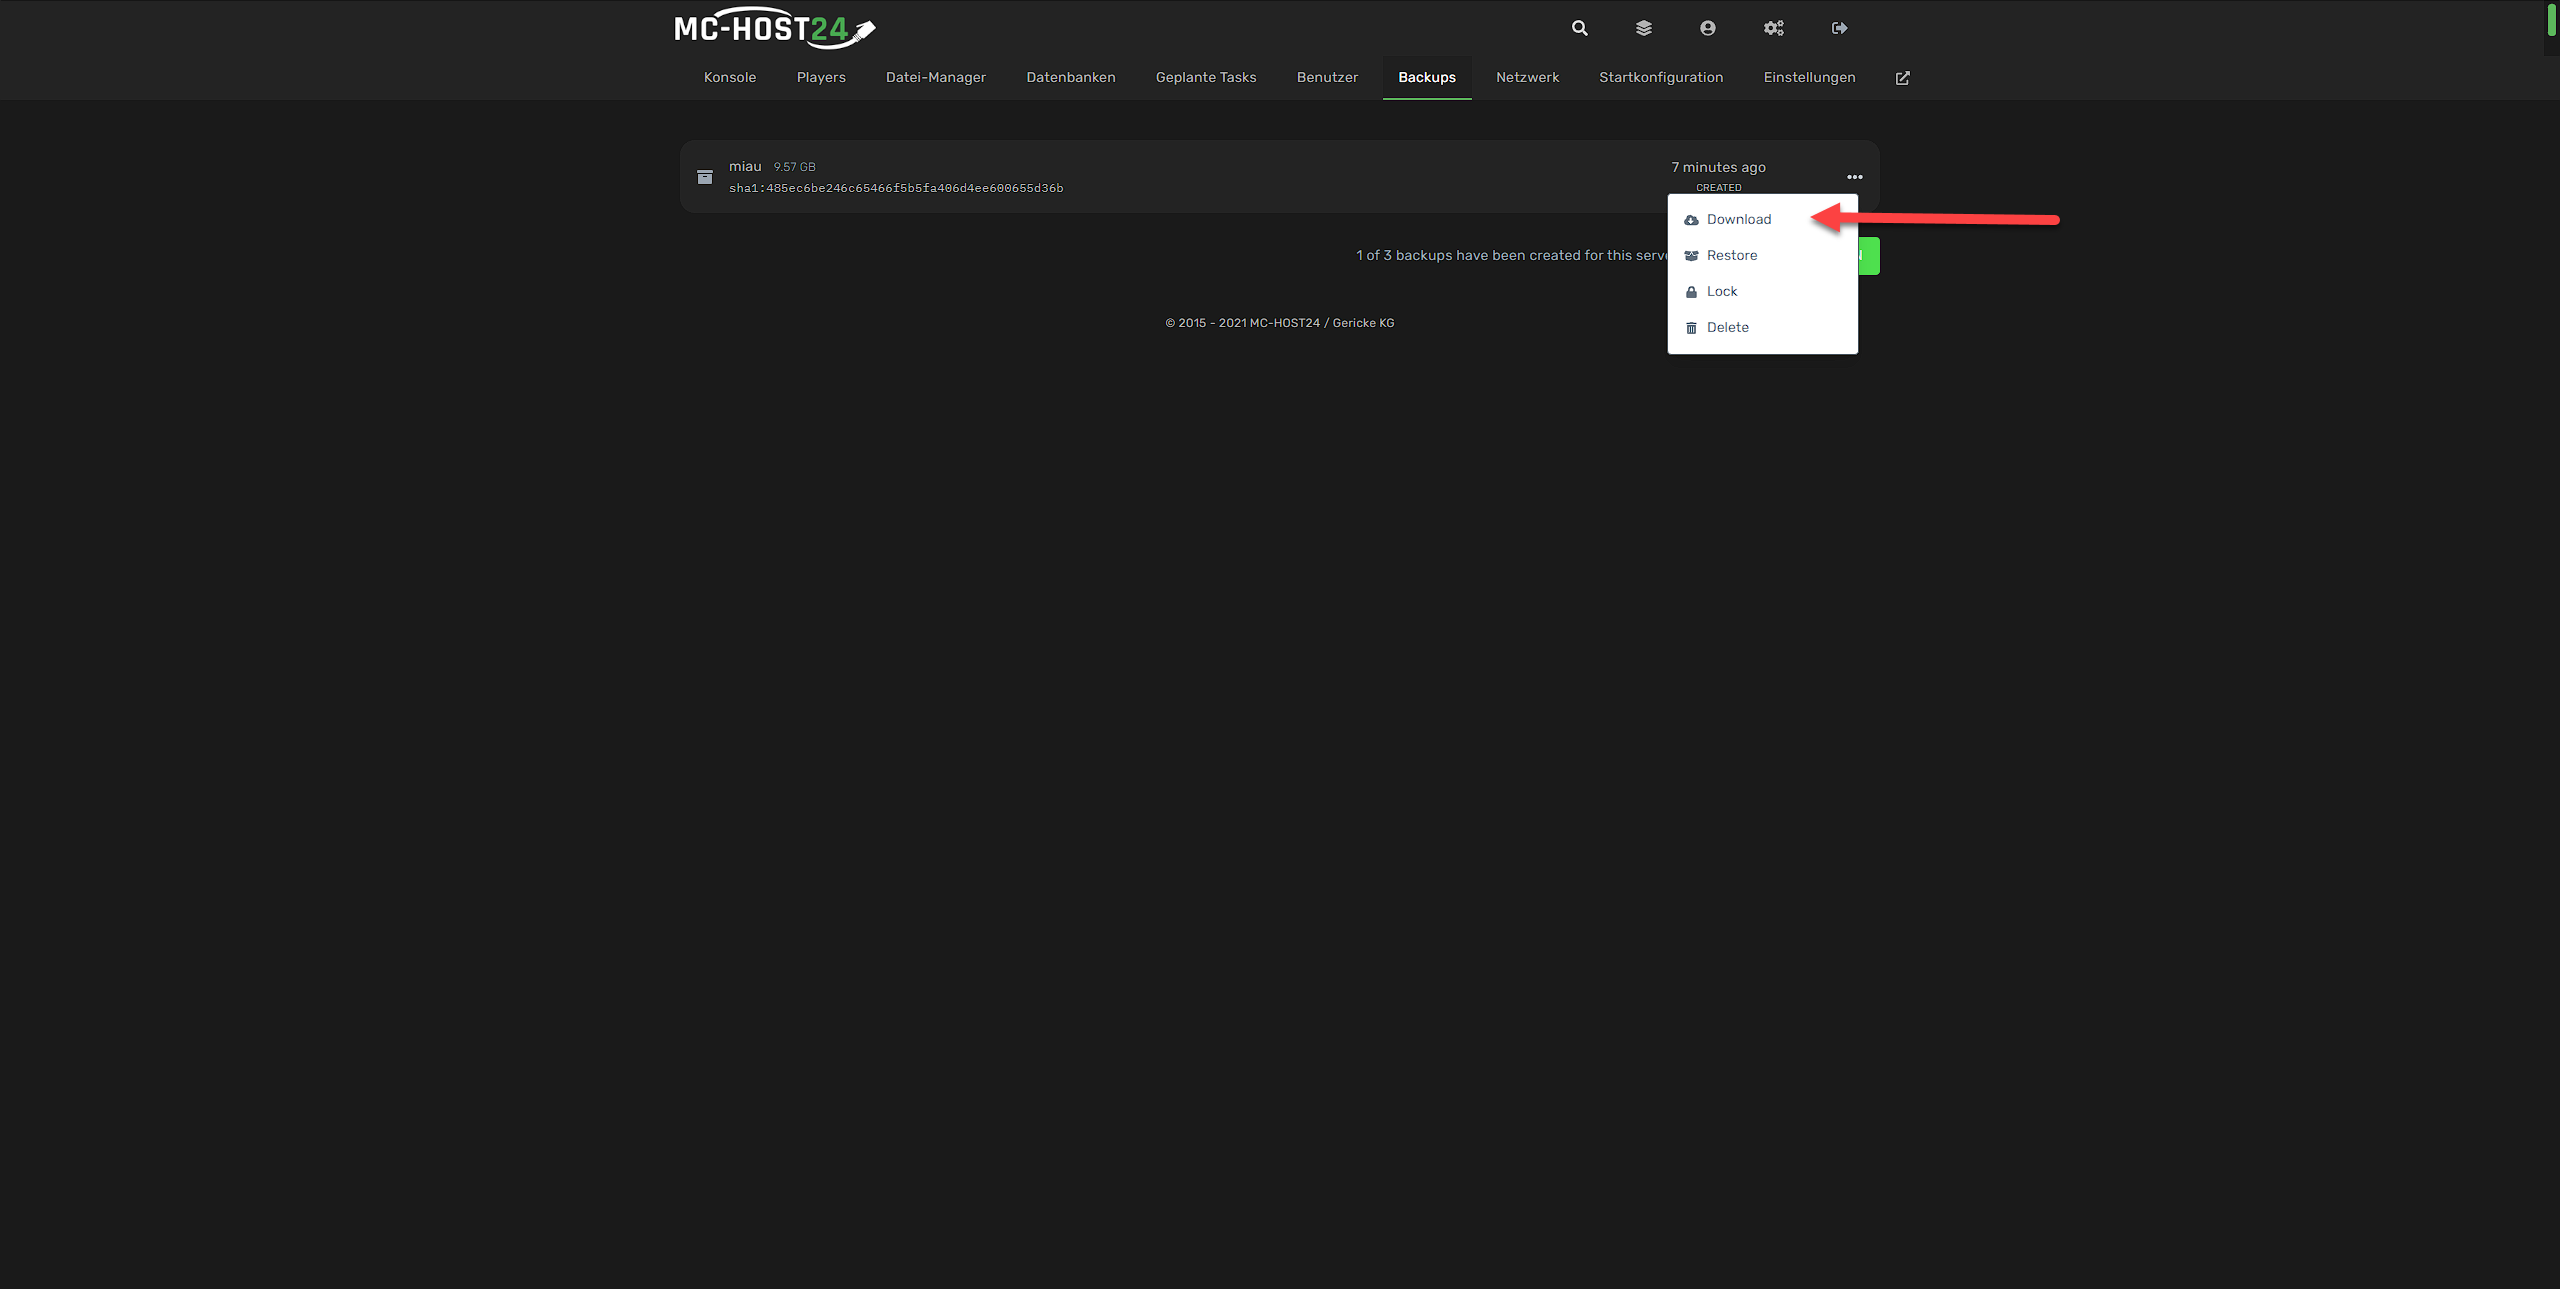 MC-HOST24
Konsole Players Datei-Manager Datenbanken Geplante Tasks Benutzer Backups Netzwerk Startkonfiguration Einstellungen
miau 9.57 GB
sha1:485ec6be246c65466f5b5fa406d4ee600655d36b
7 minutes ago
CREATED
Download
Restore
Lock
Delete
1 of 3 backups have been created for this serve
© 2015 - 2021 MC-HOST24 / Gericke KG